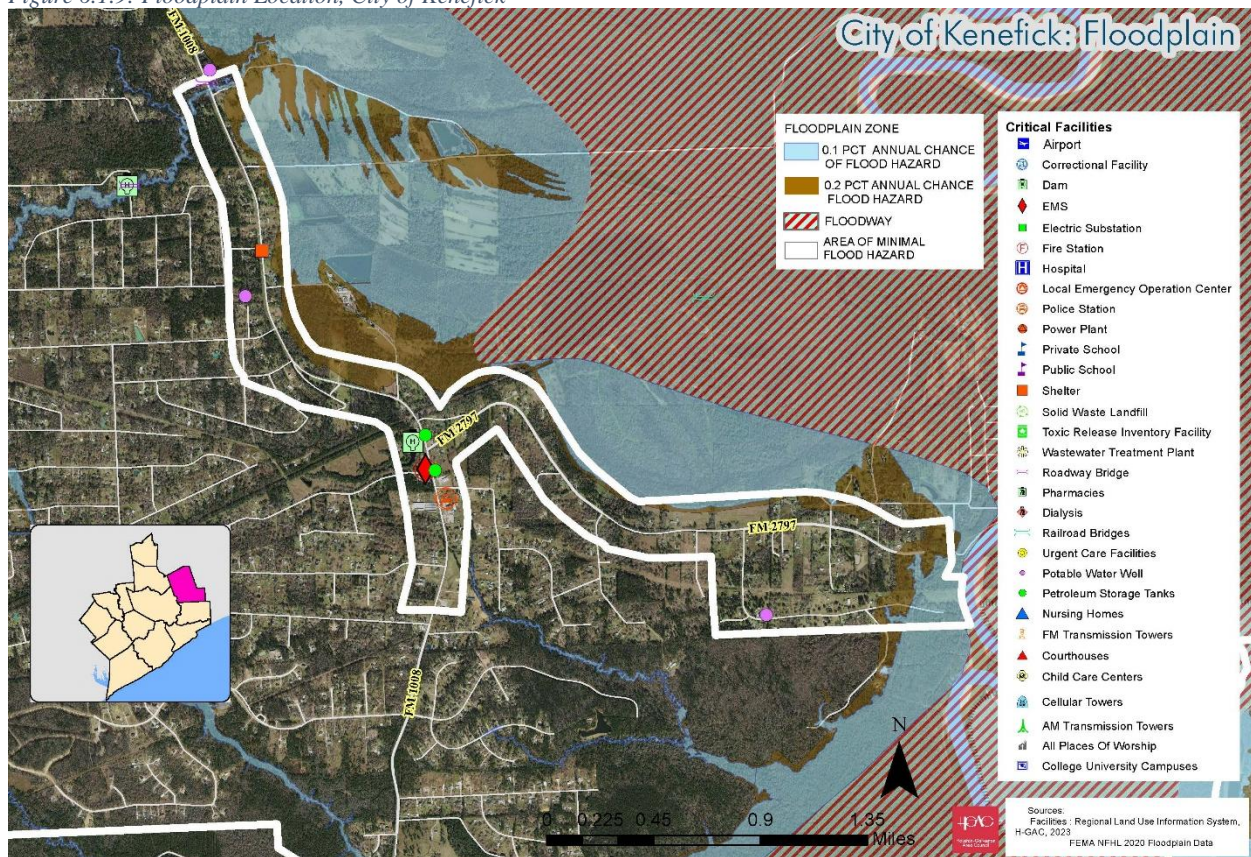 Figure 6.1.9: Floodplain Location, City of Kenefick
City of Kenefick: Floodplain
FM-1008
FLOODPLAIN ZONE
0.1 PCT ANNUAL CHANCE
OF FLOOD HAZARD
0.2 PCT ANNUAL CHANCE
FLOOD HAZARD
FLOODWAY
AREA OF MINIMAL
FLOOD HAZARD
Critical Facilities
Airport
Correctional Facility
Dam
EMS
Electric Substation
Fire Station
Hospital
Local Emergency Operation Center
Police Station
Power Plant
Private School
Public School
Shelter
Solid Waste Landfill
Toxic Release Inventory Facility
Wastewater Treatment Plant
Roadway Bridge
Pharmacies
Dialysis
Railroad Bridges
Urgent Care Facilities
Potable Water Well
Petroleum Storage Tanks
Nursing Homes
FM Transmission Towers
Courthouses
Child Care Centers
Cellular Towers
AM Transmission Towers
All Places Of Worship
College University Campuses
FM-2797
FM-2797
FM-1008
N
0 0.225 0.45 0.9 1.35
Miles
H-GAC
Houston-Galveston
Area Council
Sources:
Facilities : Regional Land Use Information System,
H-GAC, 2023
FEMA NFHL 2020 Floodplain Data